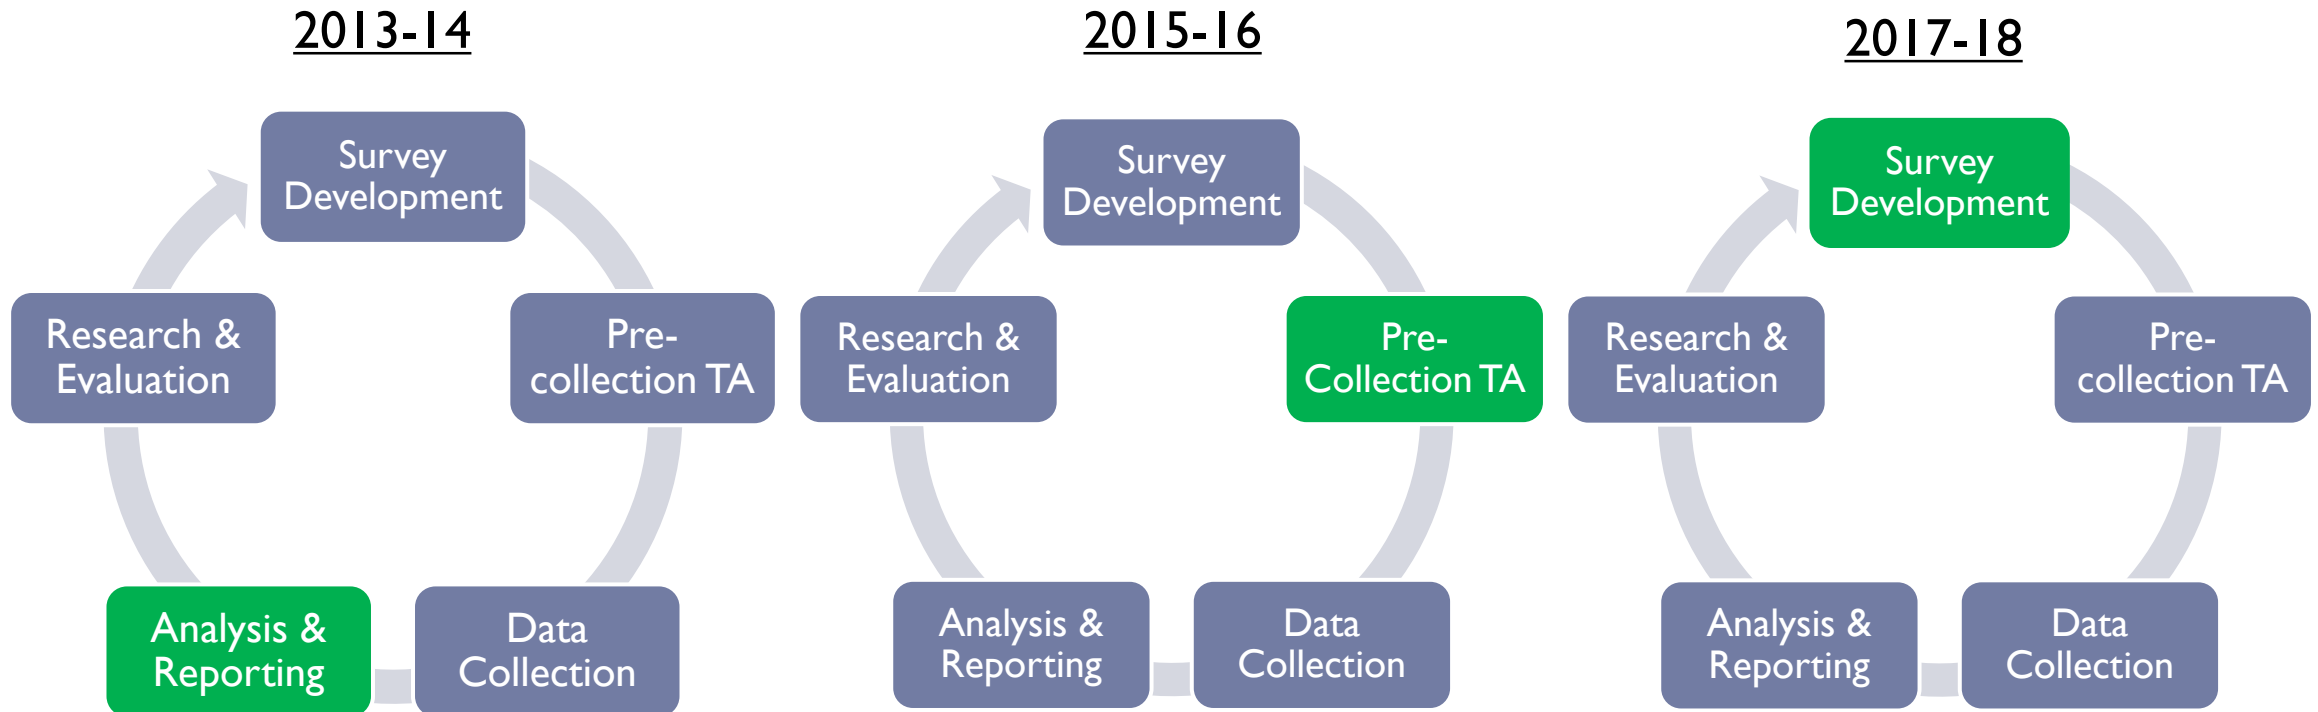 2013-14
Survey
Development
Pre-
collection TA
Data
Collection
Analysis &
Reporting
Research &
Evaluation
2015-16
Survey
Development
Pre-
Collection TA
Data
Collection
Analysis &
Reporting
Research &
Evaluation
2017-18
Survey
Development
Pre-
collection TA
Data
Collection
Analysis &
Reporting
Research &
Evaluation